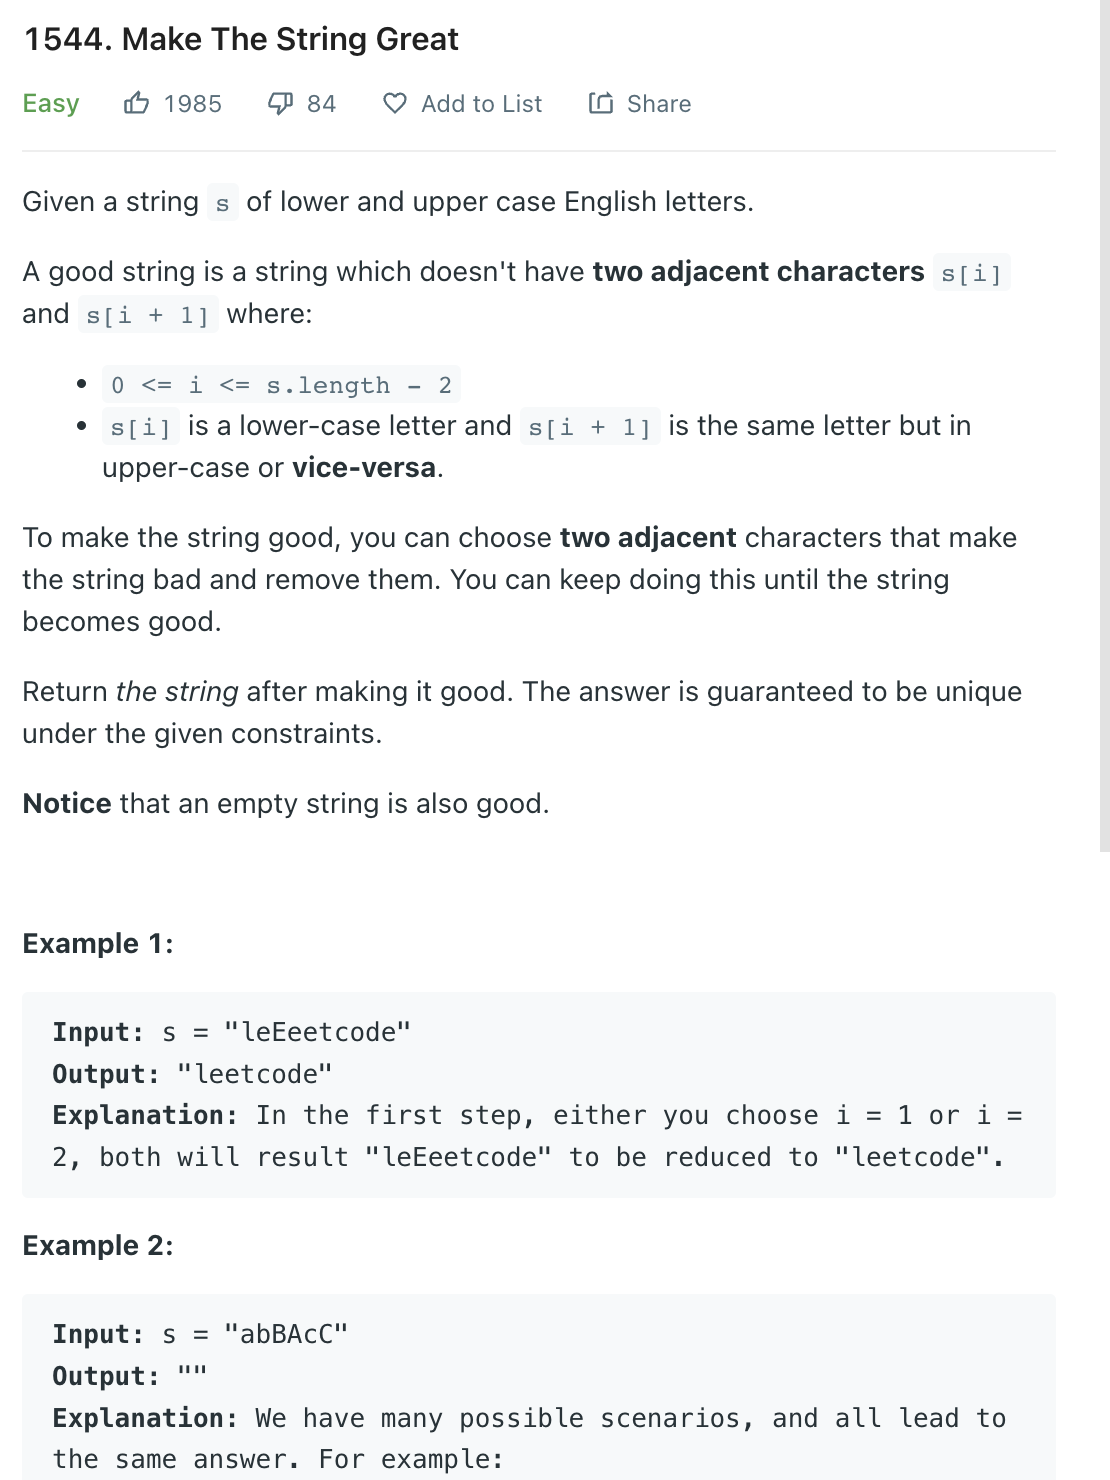 1544. Make The String Great
Easy 1985 84 Add to List Share
Given a string s of lower and upper case English letters.
A good string is a string which doesn't have two adjacent characters s[i]
and s[i + 1] where:
• 0 <= i <= s.length - 2
• s[i] is a lower-case letter and s[i + 1] is the same letter but in
upper-case or vice-versa.
To make the string good, you can choose two adjacent characters that make
the string bad and remove them. You can keep doing this until the string
becomes good.
Return the string after making it good. The answer is guaranteed to be unique
under the given constraints.
Notice that an empty string is also good.
Example 1:
Input: s = "leEeetcode"
Output: "leetcode"
Explanation: In the first step, either you choose i = 1 or i =
2, both will result "leEeetcode" to be reduced to "leetcode".
Example 2:
Input: s = "abBAcC"
Output: ""
Explanation: We have many possible scenarios, and all lead to
the same answer. For example: